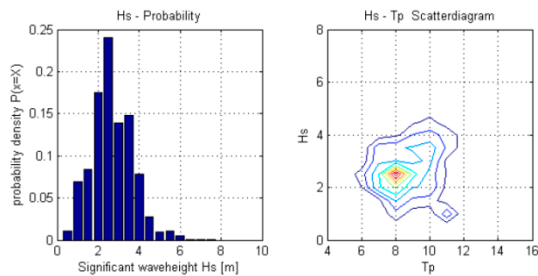 Hs - Probability
0.25
0.2
0.15
0.1
0.05
0
0 2 4 6 8 10
probability density P(x=X)
Significant waveheight Hs [m]
Hs - Tp Scatterdiagram
8
6
4
2
0
4 6 8 10 12 14 16
Hs
Tp